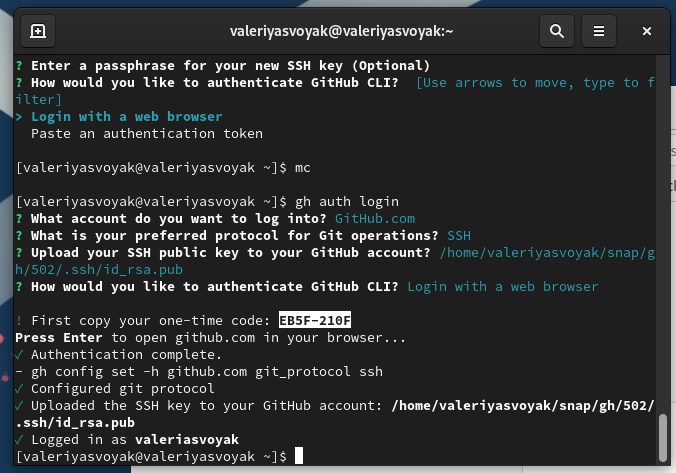 valeriyasvoyak@valeriyasvoyak:~
? Enter a passphrase for your new SSH key (Optional)
? How would you like to authenticate GitHub CLI?  [Use arrows to move, type to f
ilter]
> Login with a web browser
  Paste an authentication token
[valeriyasvoyak@valeriyasvoyak ~]$ mc
[valeriyasvoyak@valeriyasvoyak ~]$ gh auth login
? What account do you want to log into? GitHub.com
? What is your preferred protocol for Git operations? SSH
? Upload your SSH public key to your GitHub account? /home/valeriyasvoyak/snap/g
h/502/.ssh/id_rsa.pub
? How would you like to authenticate GitHub CLI? Login with a web browser
! First copy your one-time code: EB5F-210F
Press Enter to open github.com in your browser...
✓ Authentication complete.
- gh config set -h github.com git_protocol ssh
✓ Configured git protocol
✓ Uploaded the SSH key to your GitHub account: /home/valeriyasvoyak/snap/gh/502/
.ssh/id_rsa.pub
✓ Logged in as valeriasvoyak
[valeriyasvoyak@valeriyasvoyak ~]$